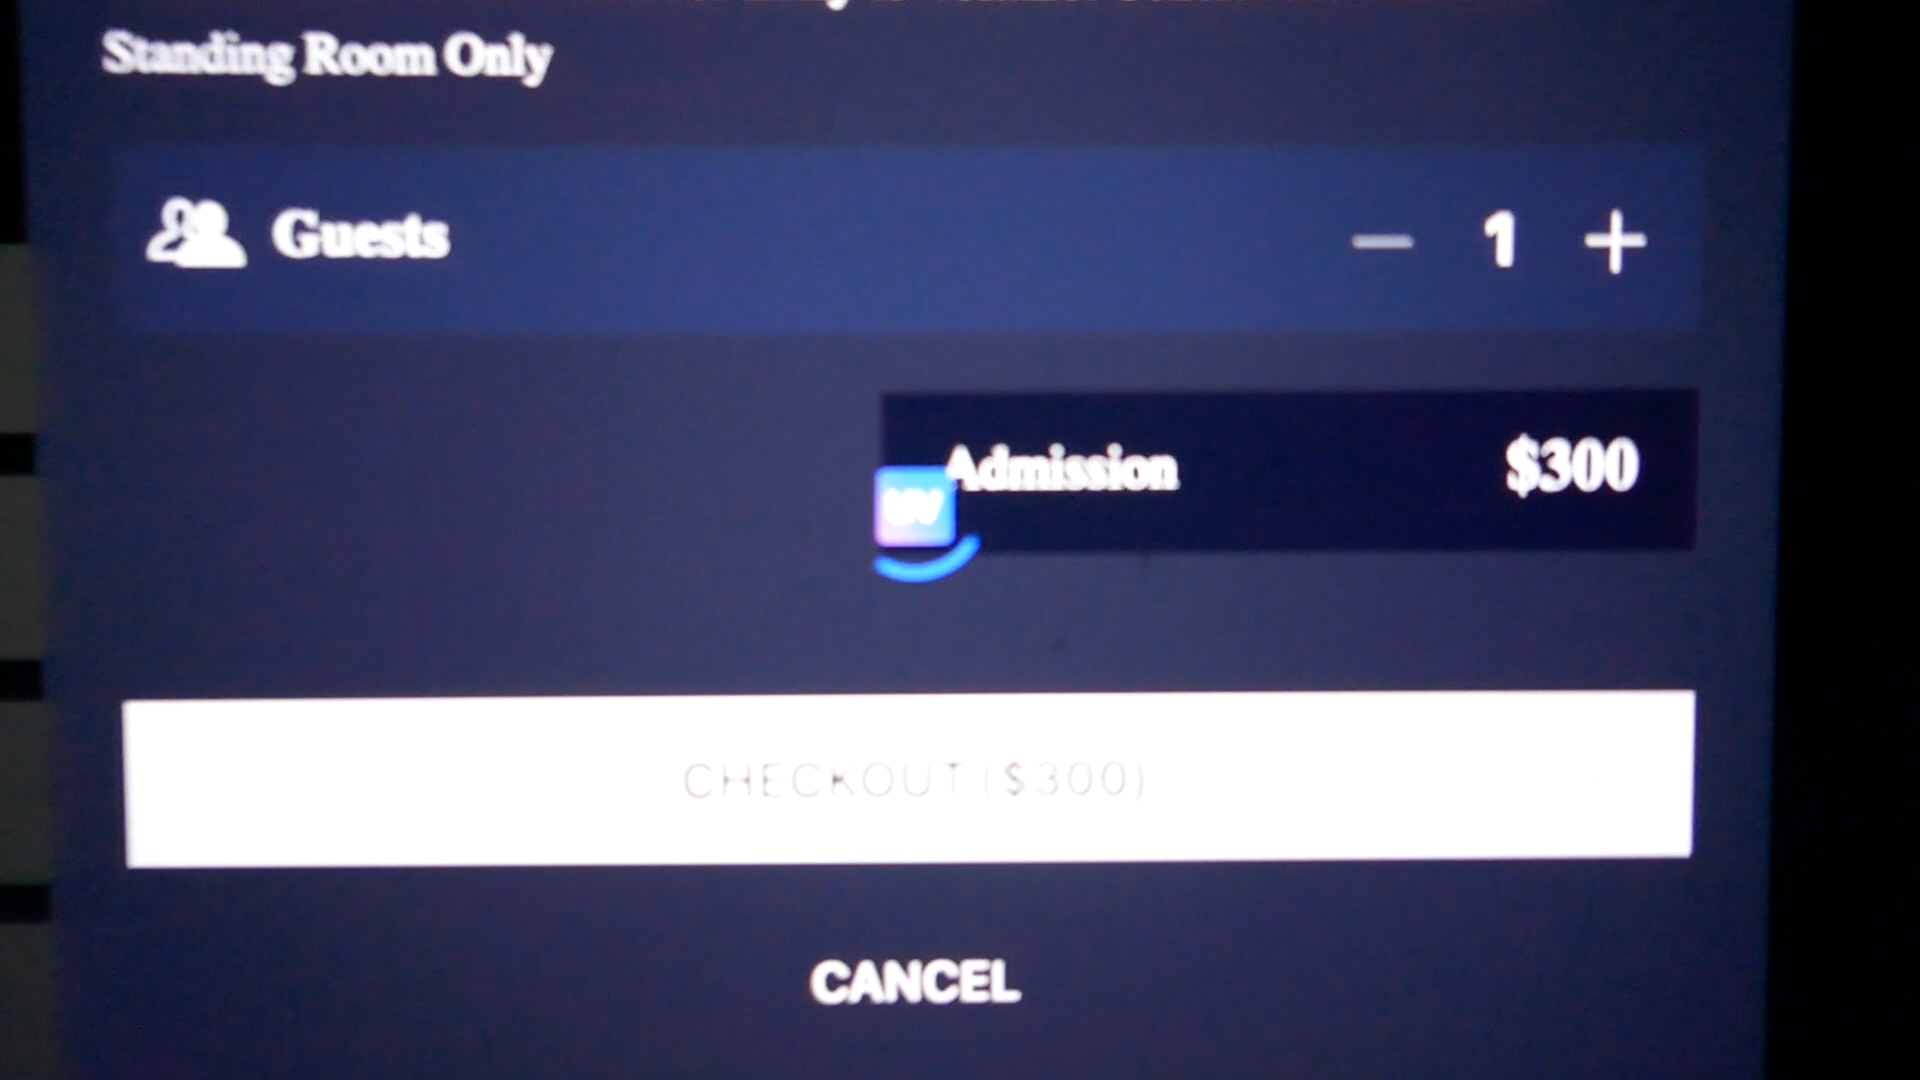 Standing Room Only
Guests
1
Admission
$300
CHECKOUT ($300)
CANCEL